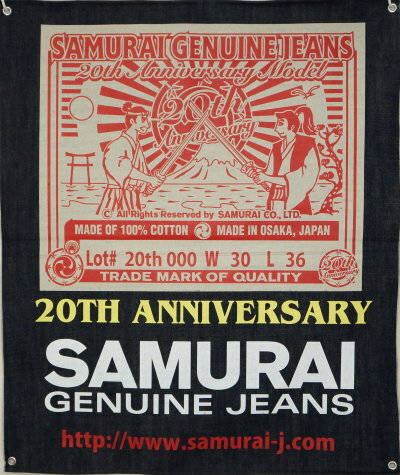 SAMURAI GENUINE JEANS
20th Anniversary Model
20th
Anniversary
© All Rights Reserved by SAMURAI CO., LTD.
MADE OF 100% COTTON MADE IN OSAKA, JAPAN
Lot# 20th 000 W 30 L 36
TRADE MARK OF QUALITY
20th
Anniversary
20TH ANNIVERSARY
SAMURAI
GENUINE JEANS
http://www.samurai-j.com